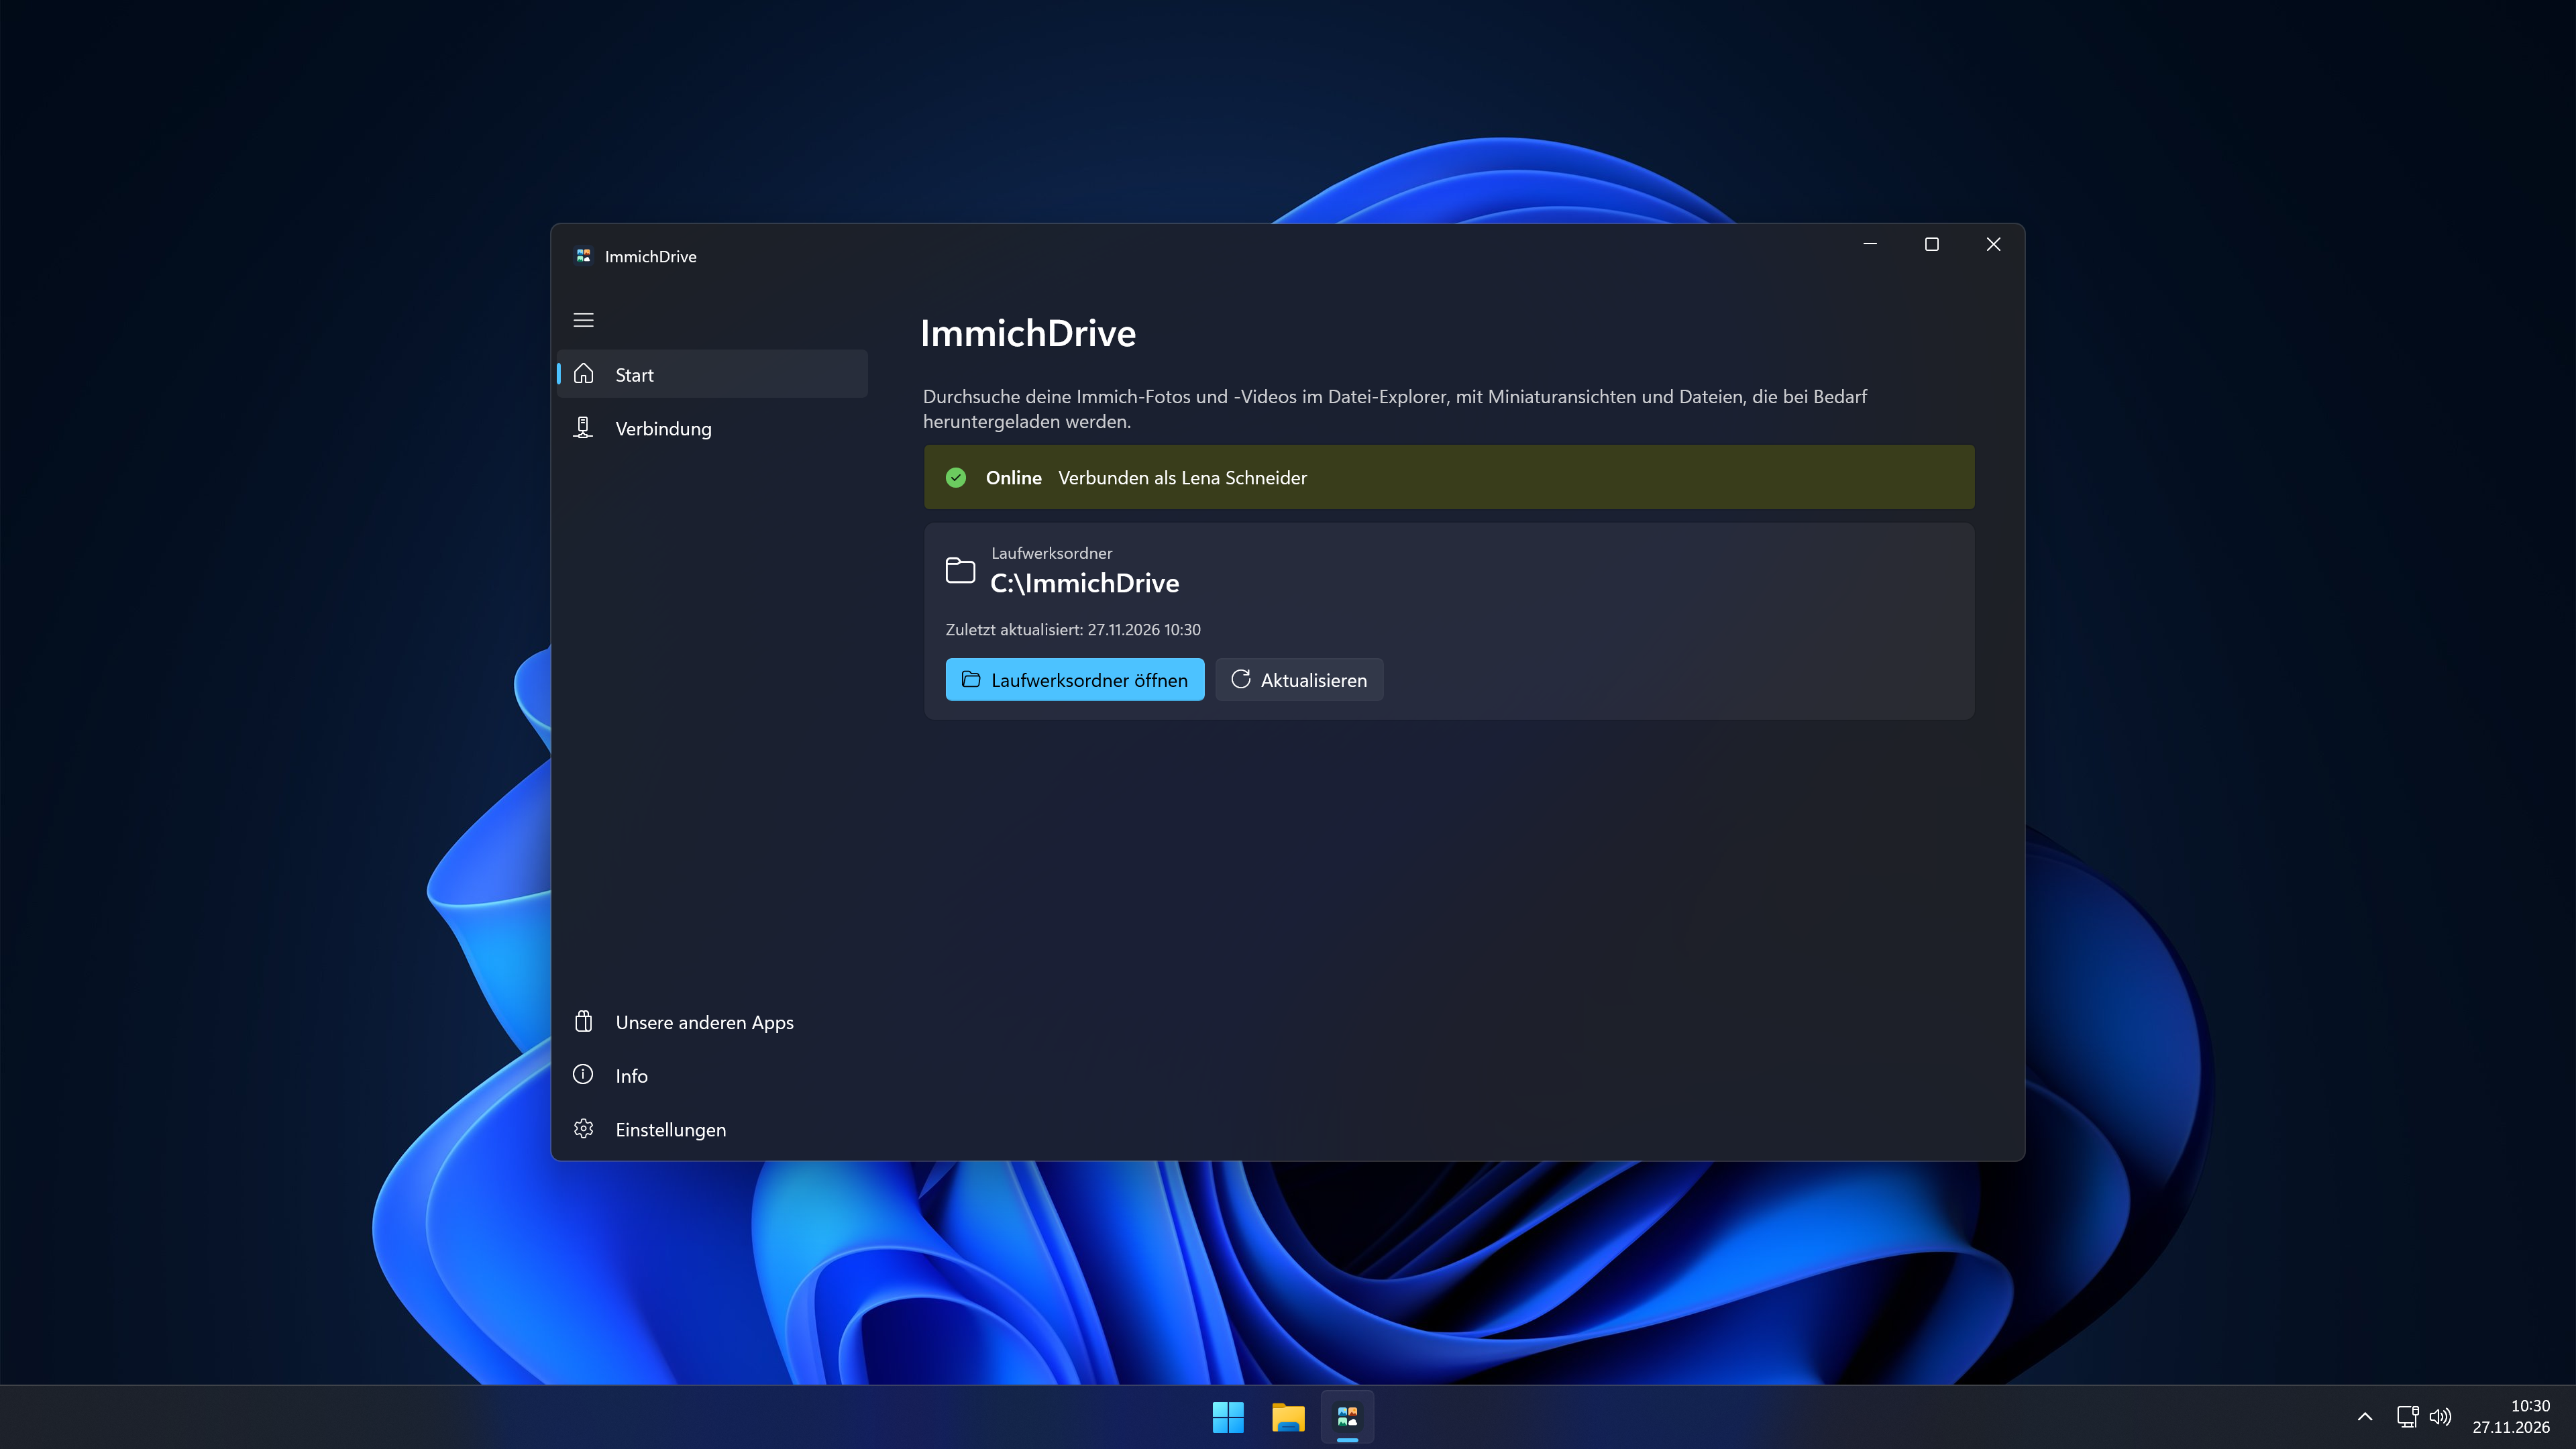 ImmichDrive
Start
Verbindung
ImmichDrive
Durchsuche deine Immich-Fotos und -Videos im Datei-Explorer, mit Miniaturansichten und Dateien, die bei Bedarf
heruntergeladen werden.
Online Verbunden als Lena Schneider
Laufwerksordner
C:\ImmichDrive
Zuletzt aktualisiert: 27.11.2026 10:30
Laufwerksordner öffnen Aktualisieren
Unsere anderen Apps
Info
Einstellungen
10:30
27.11.2026